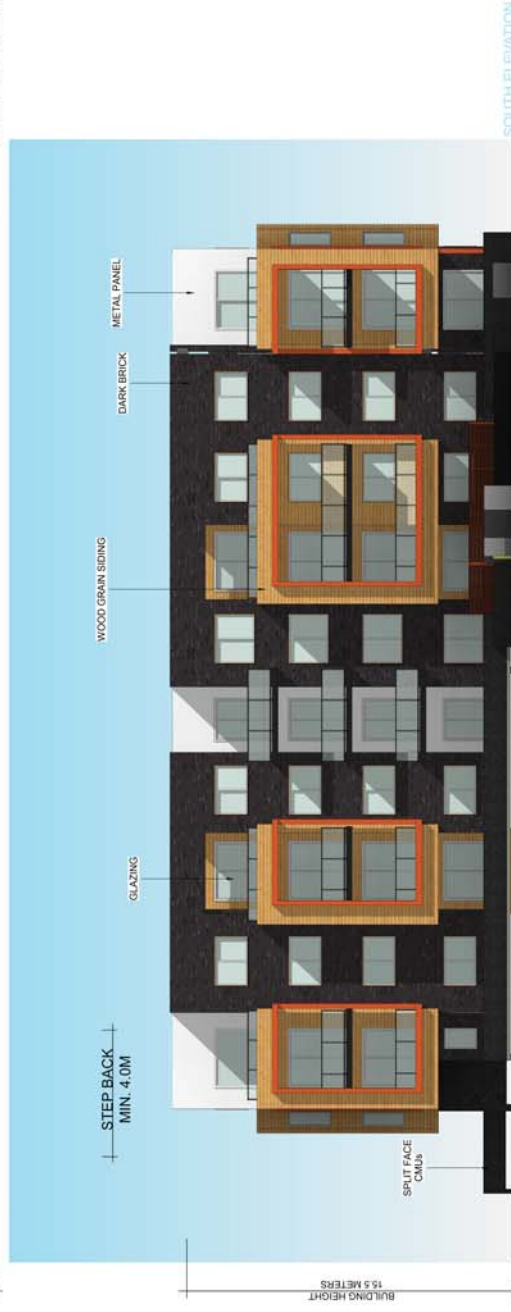 STEP BACK
MIN. 4.0M
GLAZING
WOOD GRAIN SIDING
DARK BRICK
METAL PANEL
SPLIT FACE
CMUs
BUILDING HEIGHT
15.5 METERS
SOUTH ELEVATION